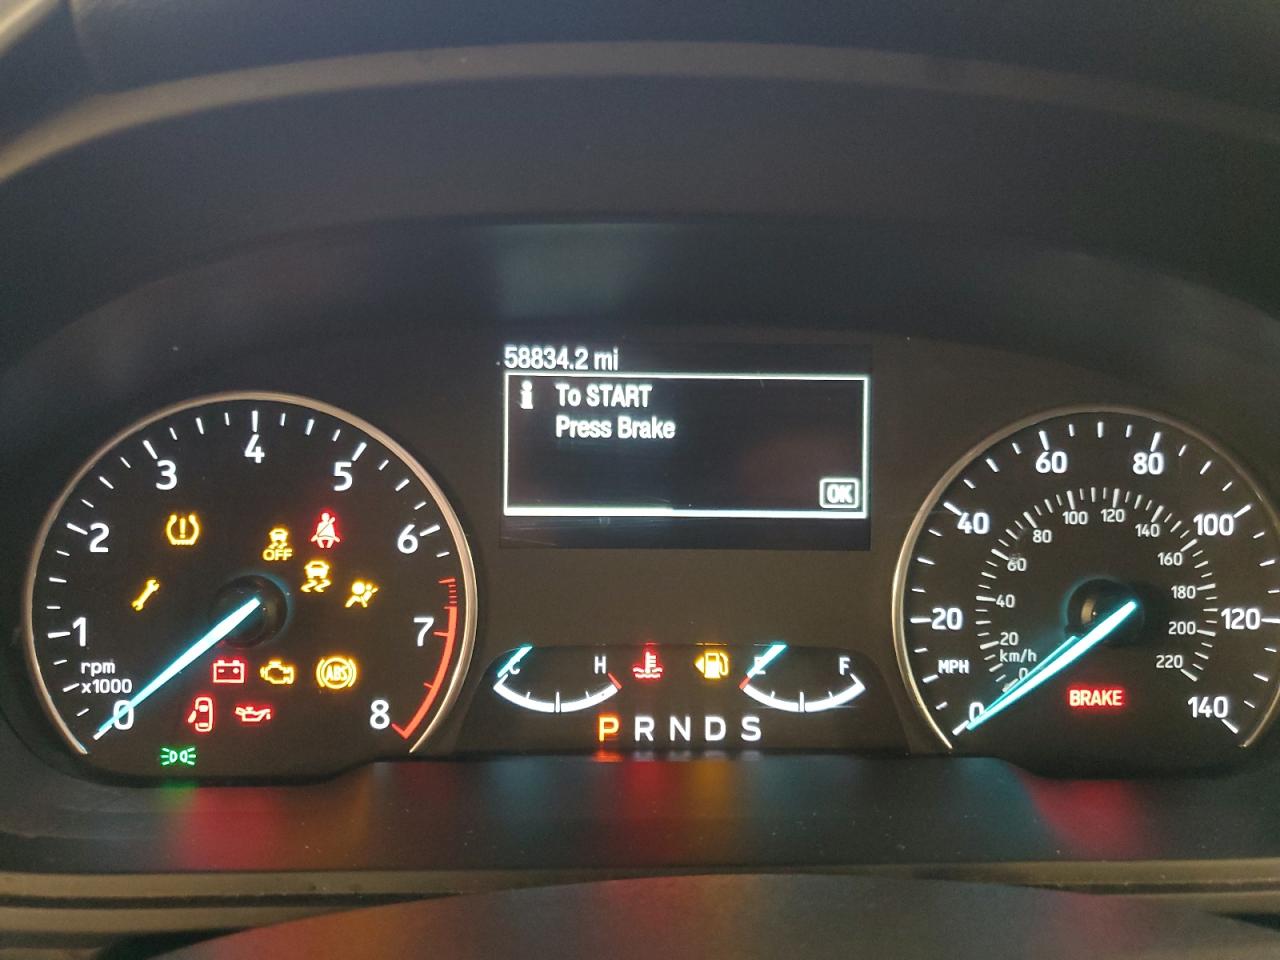 58834.2 mi
i To START
Press Brake
OK
0
1
2
3
4
5
6
7
8
rpm
x1000
OFF
ABS
C H
E F
P R N D S
0
20
40
60
80
100
120
140
MPH
0
20
40
60
80
100
120
140
160
180
200
220
km/h
BRAKE